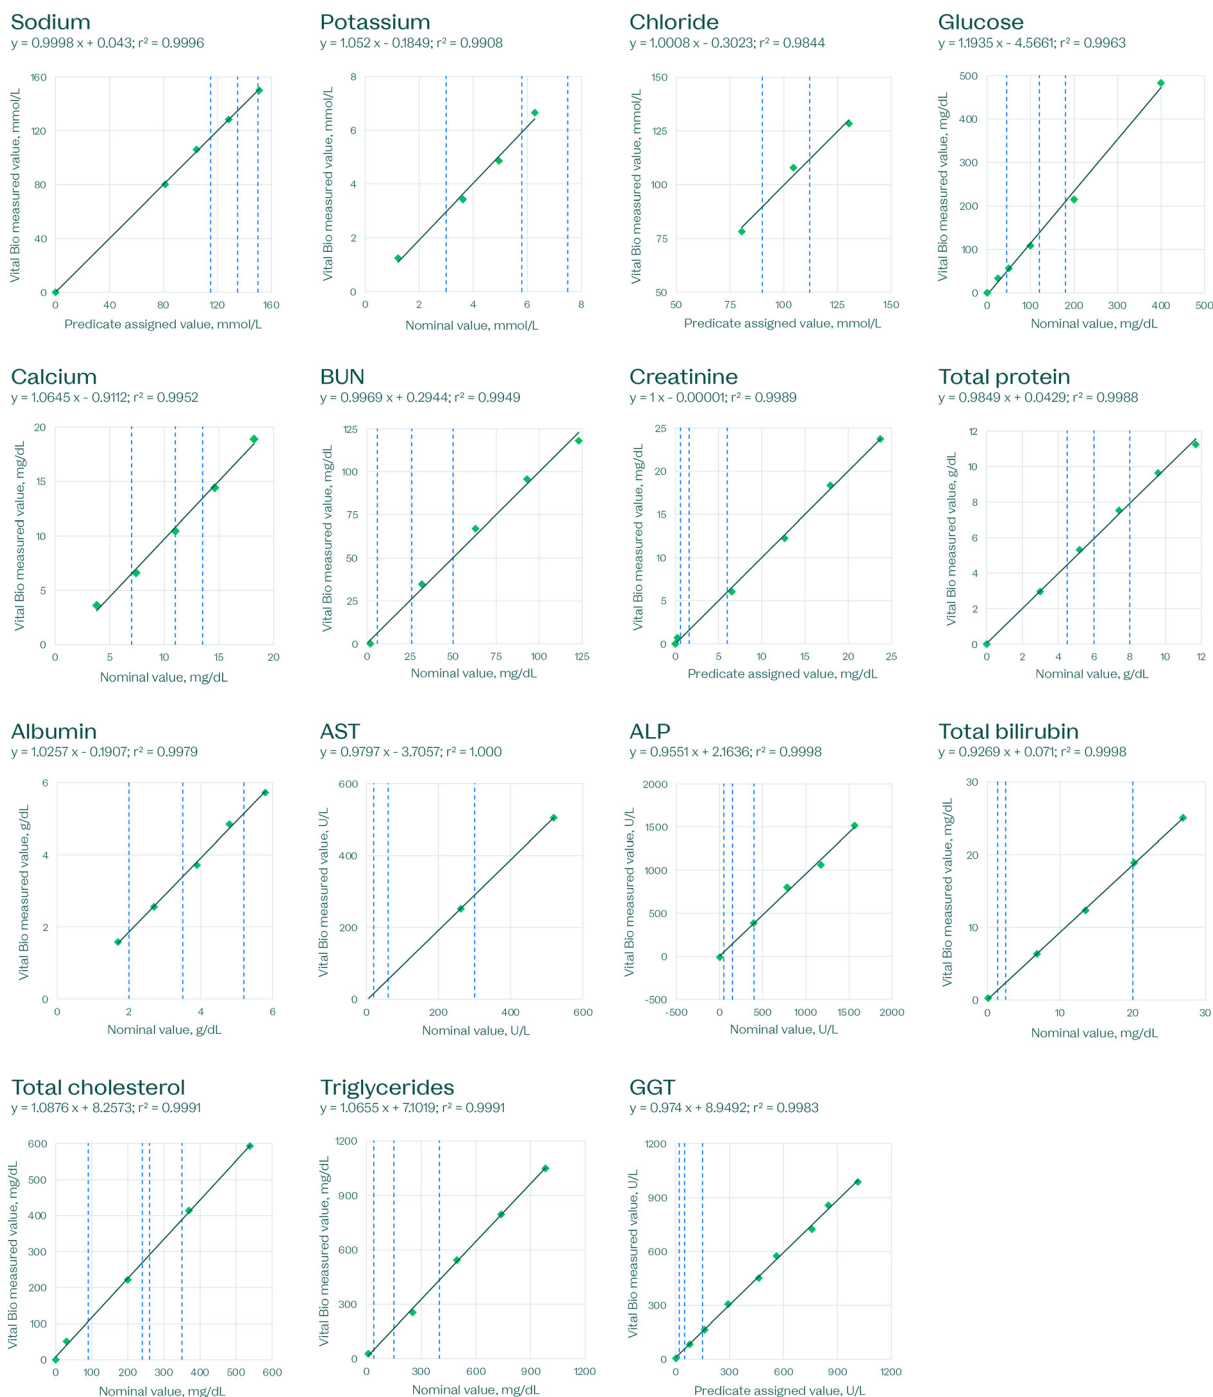 Sodium
y = 0.9998 x + 0.043; r² = 0.9996
Vital Bio measured value, mmol/L
160
120
80
40
0
0 40 80 120 160
Predicate assigned value, mmol/L
Potassium
y = 1.052 x - 0.1849; r² = 0.9908
Vital Bio measured value, mmol/L
8
6
4
2
0
0 2 4 6 8
Nominal value, mmol/L
Chloride
y = 1.0008 x - 0.3023; r² = 0.9844
Vital Bio measured value, mmol/L
150
125
100
75
50
50 75 100 125 150
Predicate assigned value, mmol/L
Glucose
y = 1.1935 x - 4.5661; r² = 0.9963
Vital Bio measured value, mg/dL
500
400
300
200
100
0
0 100 200 300 400 500
Nominal value, mg/dL
Calcium
y = 1.0645 x - 0.9112; r² = 0.9952
Vital Bio measured value, mg/dL
20
15
10
5
0
0 5 10 15 20
Nominal value, mg/dL
BUN
y = 0.9969 x + 0.2944; r² = 0.9949
Vital Bio measured value, mg/dL
125
100
75
50
25
0
0 25 50 75 100 125
Nominal value, mg/dL
Creatinine
y = 1 x - 0.00001; r² = 0.9989
Vital Bio measured value, mg/dL
25
20
15
10
5
0
0 5 10 15 20 25
Predicate assigned value, mg/dL
Total protein
y = 0.9849 x + 0.0429; r² = 0.9988
Vital Bio measured value, g/dL
12
10
8
6
4
2
0
0 2 4 6 8 10 12
Nominal value, g/dL
Albumin
y = 1.0257 x - 0.1907; r² = 0.9979
Vital Bio measured value, g/dL
6
4
2
0
0 2 4 6
Nominal value, g/dL
AST
y = 0.9797 x - 3.7057; r² = 1.000
Vital Bio measured value, U/L
600
400
200
0
0 200 400 600
Nominal value, U/L
ALP
y = 0.9551 x + 2.1636; r² = 0.9998
Vital Bio measured value, U/L
2000
1500
1000
500
0
-500
-500 0 500 1000 1500 2000
Nominal value, U/L
Total bilirubin
y = 0.9269 x + 0.071; r² = 0.9998
Vital Bio measured value, mg/dL
30
20
10
0
0 10 20 30
Nominal value, mg/dL
Total cholesterol
y = 1.0876 x + 8.2573; r² = 0.9991
Vital Bio measured value, mg/dL
600
500
400
300
200
100
0
0 100 200 300 400 500 600
Nominal value, mg/dL
Triglycerides
y = 1.0655 x + 7.1019; r² = 0.9991
Vital Bio measured value, mg/dL
1200
900
600
300
0
0 300 600 900 1200
Nominal value, mg/dL
GGT
y = 0.974 x + 8.9492; r² = 0.9983
Vital Bio measured value, U/L
1200
900
600
300
0
0 300 600 900 1200
Predicate assigned value, U/L